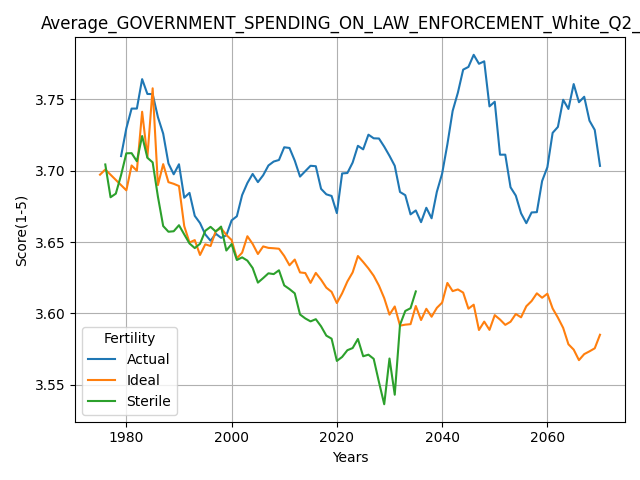 Average_GOVERNMENT_SPENDING_ON_LAW_ENFORCEMENT_White_Q2_
3.75
3.70
3.65
3.60
3.55
Score(1-5)
Fertility
Actual
Ideal
Sterile
1980 2000 2020 2040 2060
Years